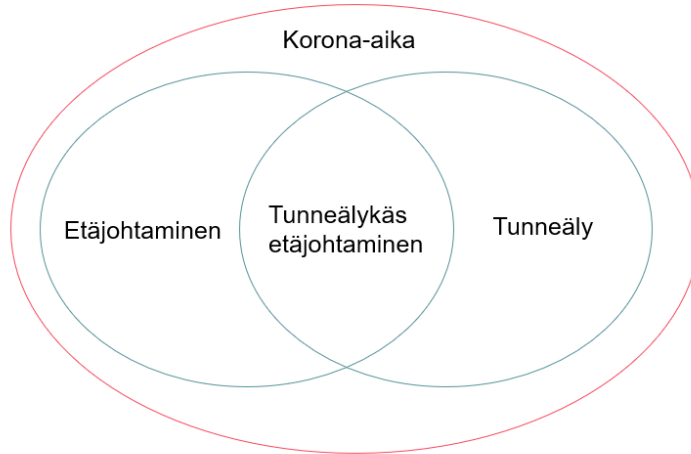 Korona-aika
Etäjohtaminen
Tunneälykäs
etäjohtaminen
Tunneäly